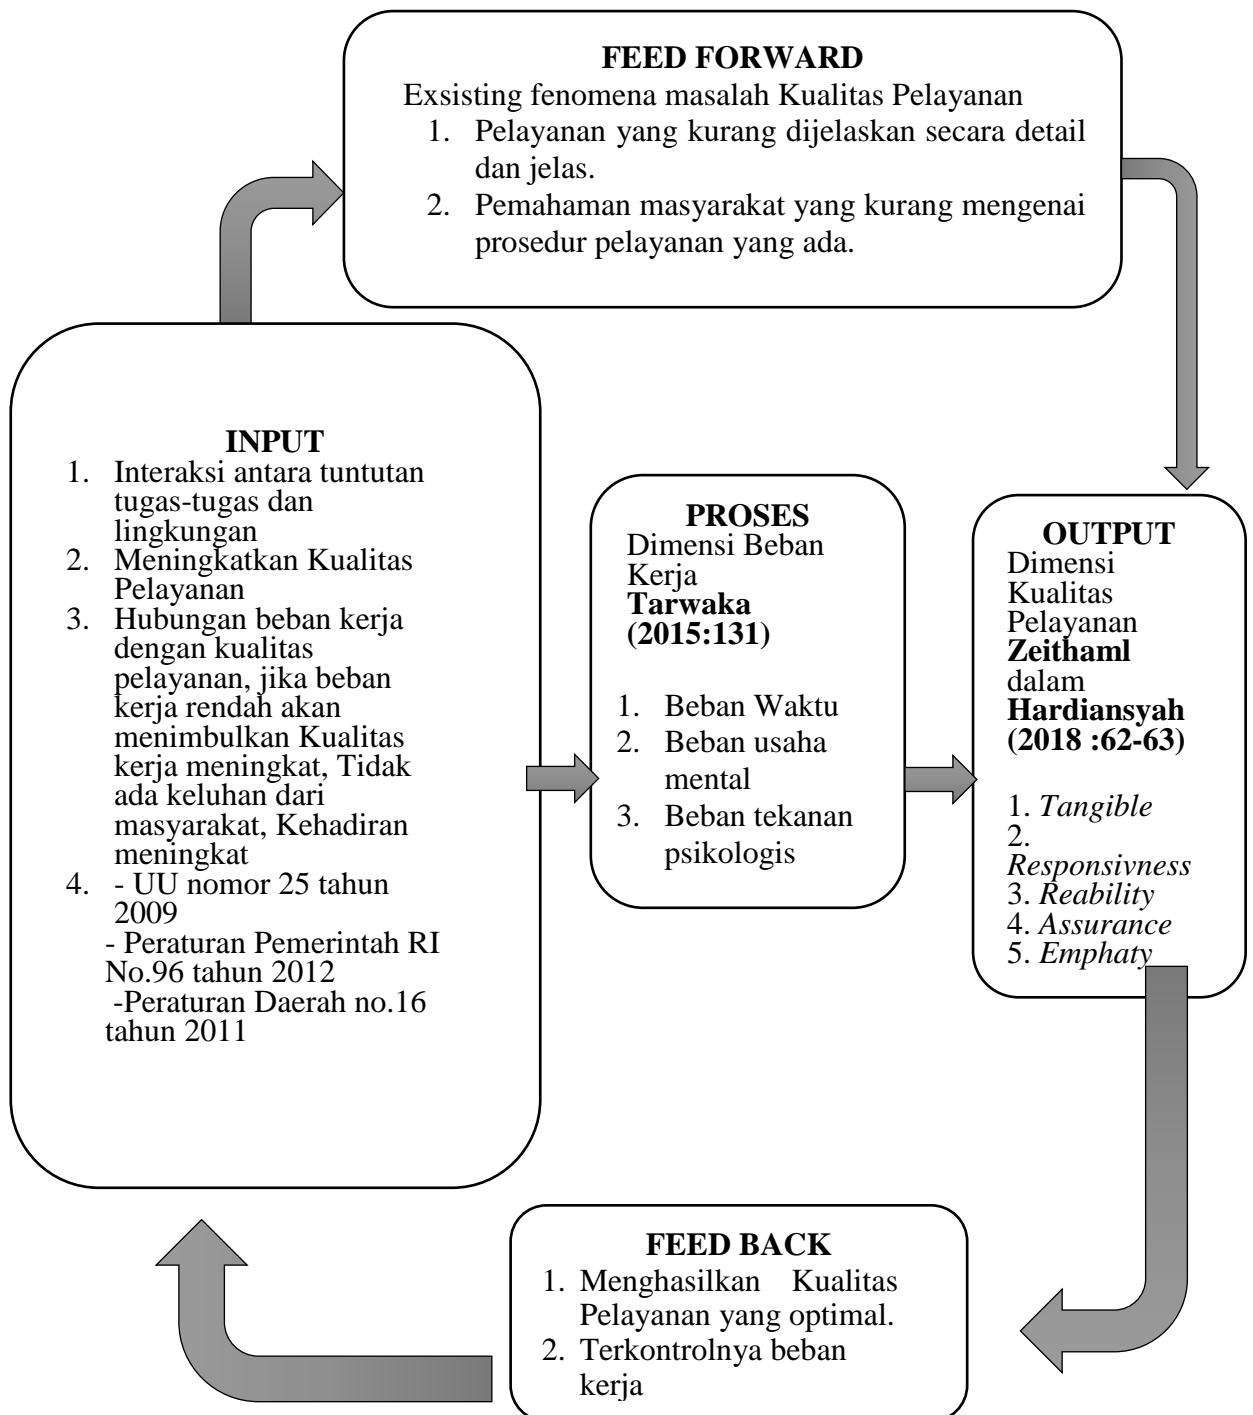 FEED FORWARD
Exsisting fenomena masalah Kualitas Pelayanan
1. Pelayanan yang kurang dijelaskan secara detail
dan jelas.
2. Pemahaman masyarakat yang kurang mengenai
prosedur pelayanan yang ada.
INPUT
1. Interaksi antara tuntutan
tugas-tugas dan
lingkungan
2. Meningkatkan Kualitas
Pelayanan
3. Hubungan beban kerja
dengan kualitas
pelayanan, jika beban
kerja rendah akan
menimbulkan Kualitas
kerja meningkat, Tidak
ada keluhan dari
masyarakat, Kehadiran
meningkat
4. - UU nomor 25 tahun
2009
- Peraturan Pemerintah RI
No.96 tahun 2012
-Peraturan Daerah no.16
tahun 2011
PROSES
Dimensi Beban
Kerja
Tarwaka
(2015:131)
1. Beban Waktu
2. Beban usaha
mental
3. Beban tekanan
psikologis
OUTPUT
Dimensi
Kualitas
Pelayanan
Zeithaml
dalam
Hardiansyah
(2018 :62-63)
1. Tangible
2.
Responsivness
3. Reability
4. Assurance
5. Emphaty
FEED BACK
1. Menghasilkan Kualitas
Pelayanan yang optimal.
2. Terkontrolnya beban
kerja